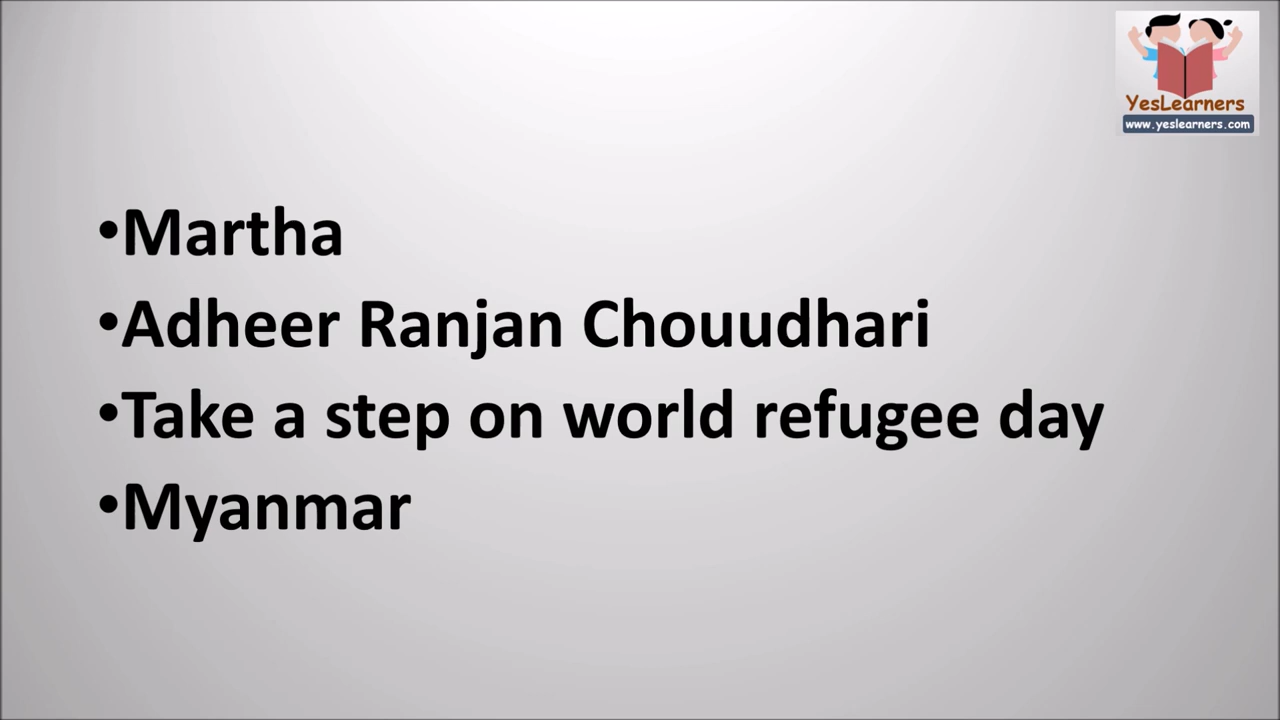 YesLearners
www.yeslearners.com
•Martha
•Adheer Ranjan Chouudhari
•Take a step on world refugee day
•Myanmar